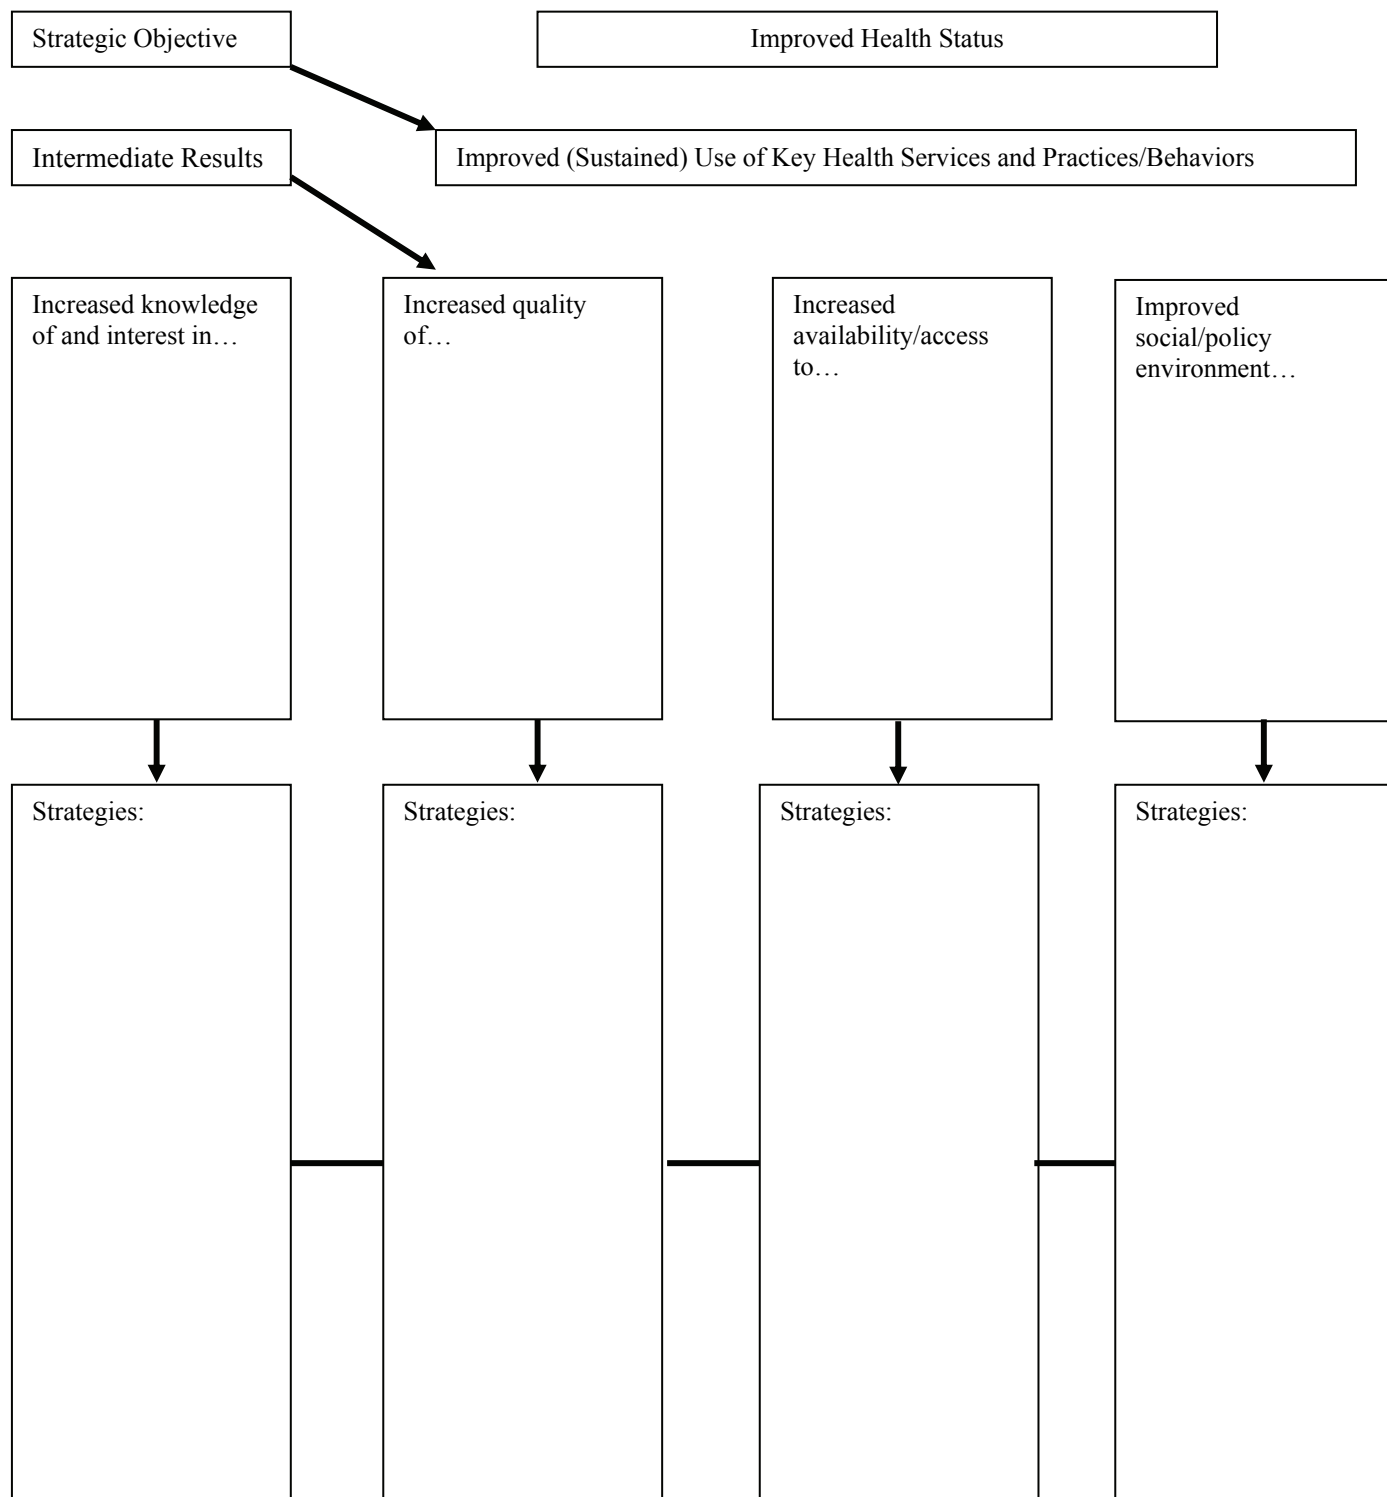 Strategic Objective
Improved Health Status
Intermediate Results
Improved (Sustained) Use of Key Health Services and Practices/Behaviors
Increased knowledge
of and interest in…
Increased quality
of…
Increased
availability/access
to…
Improved
social/policy
environment…
Strategies:
Strategies:
Strategies:
Strategies: